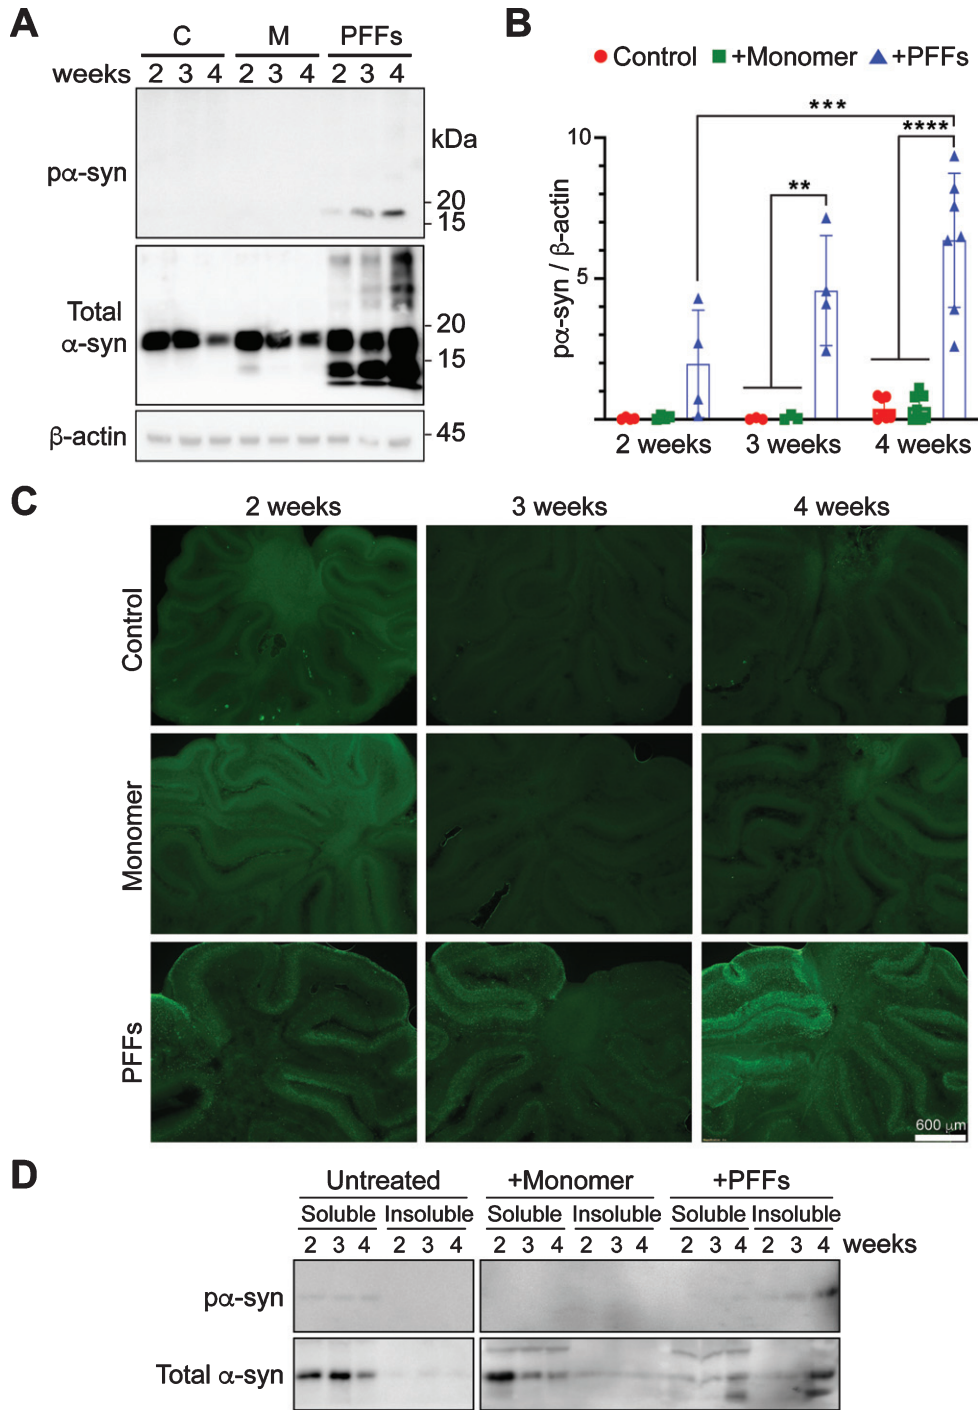 A
C M PFFs
weeks 2 3 4 2 3 4 2 3 4
kDa
pα-syn
20
15
Total
α-syn
20
15
β-actin
45
B
Control +Monomer +PFFs
***
****
**
10
5
pα-syn / β-actin
2 weeks 3 weeks 4 weeks
C
2 weeks 3 weeks 4 weeks
Control
Monomer
PFFs
600 μm
D
Untreated +Monomer +PFFs
Soluble Insoluble Soluble Insoluble Soluble Insoluble
2 3 4 2 3 4 2 3 4 2 3 4 2 3 4 2 3 4 weeks
pα-syn
Total α-syn